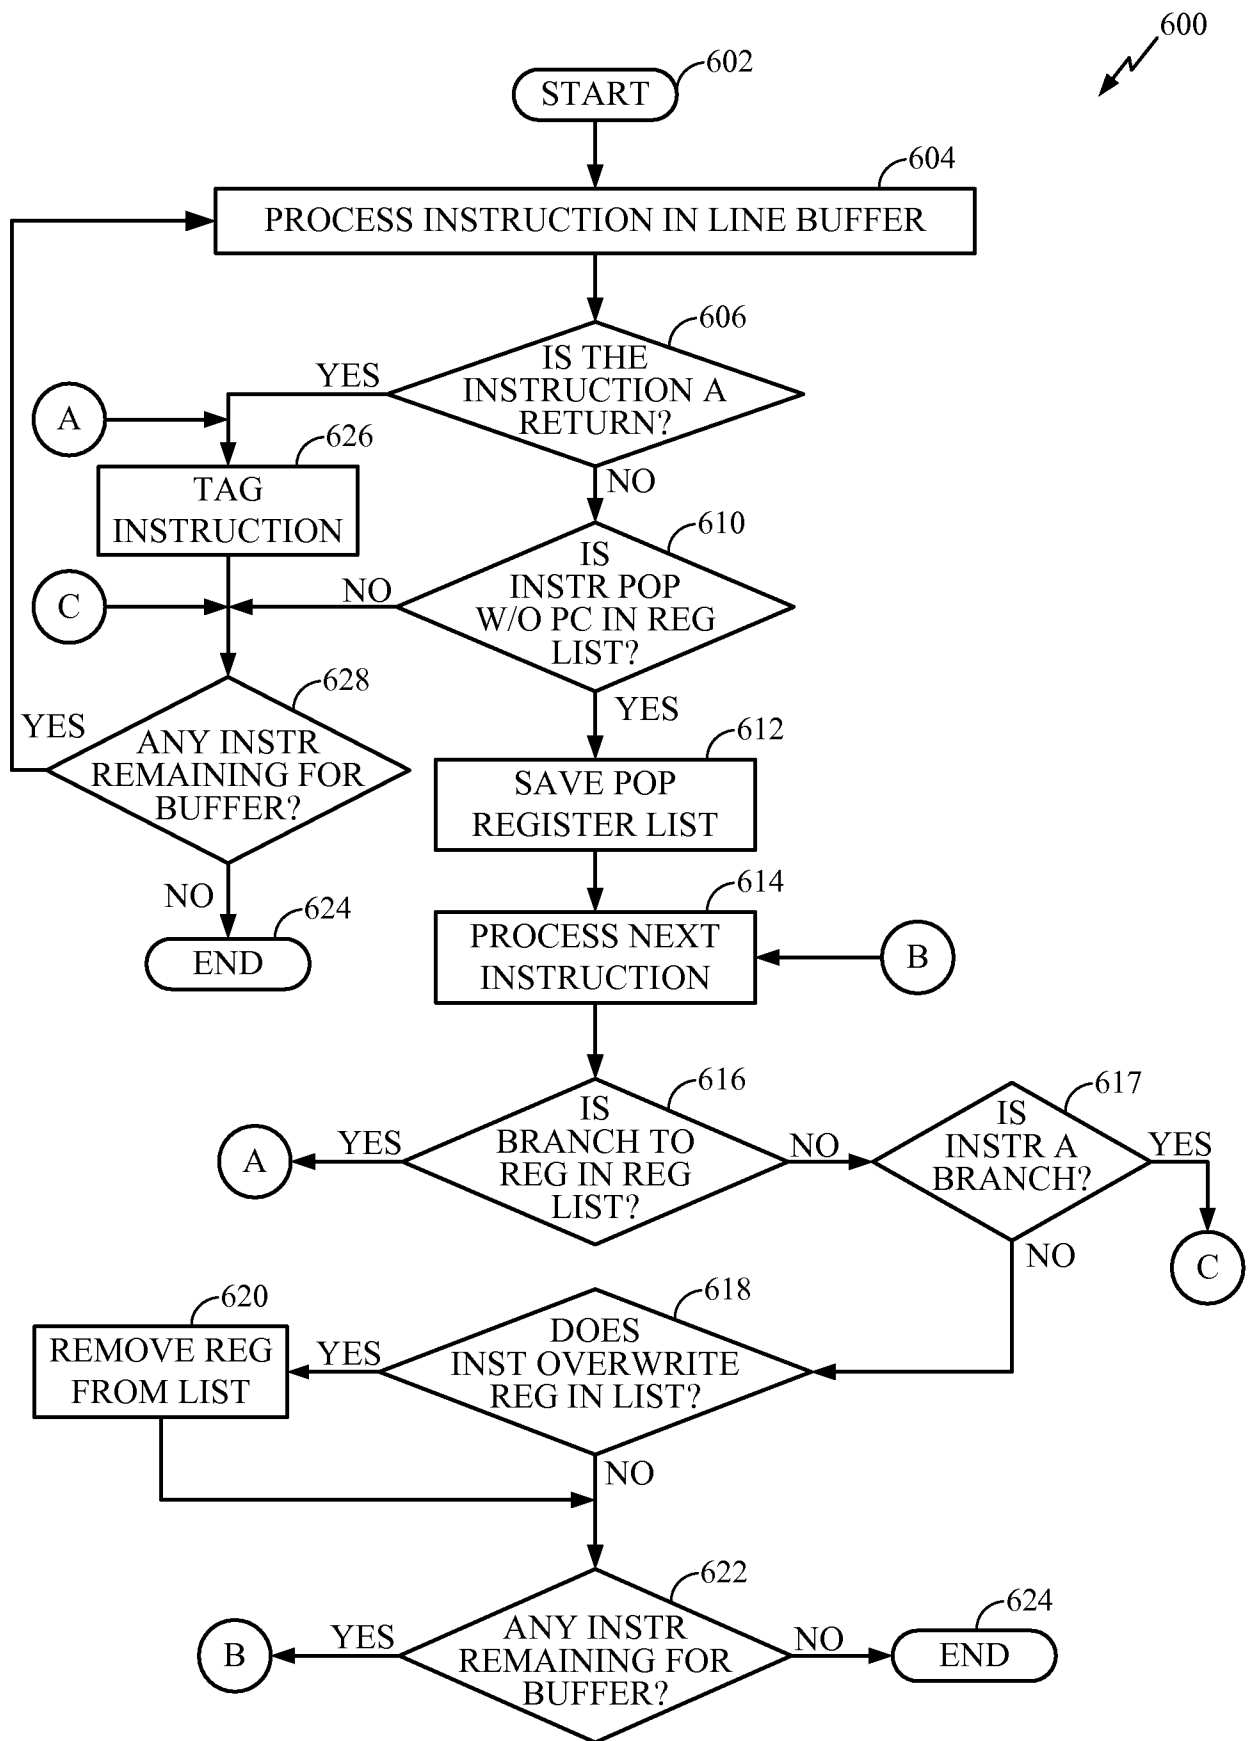 600
602
START
604
PROCESS INSTRUCTION IN LINE BUFFER
606
IS THE
INSTRUCTION A
RETURN?
YES
A
626
NO
TAG
INSTRUCTION
610
IS
INSTR POP
W/O PC IN REG
LIST?
NO
C
YES
628
YES
ANY INSTR
REMAINING FOR
BUFFER?
612
SAVE POP
REGISTER LIST
NO
624
END
614
PROCESS NEXT
INSTRUCTION
B
616
IS
BRANCH TO
REG IN REG
LIST?
YES
A
NO
617
IS
INSTR A
BRANCH?
YES
C
NO
618
DOES
INST OVERWRITE
REG IN LIST?
YES
620
REMOVE REG
FROM LIST
NO
622
ANY INSTR
REMAINING FOR
BUFFER?
YES
B
NO
624
END